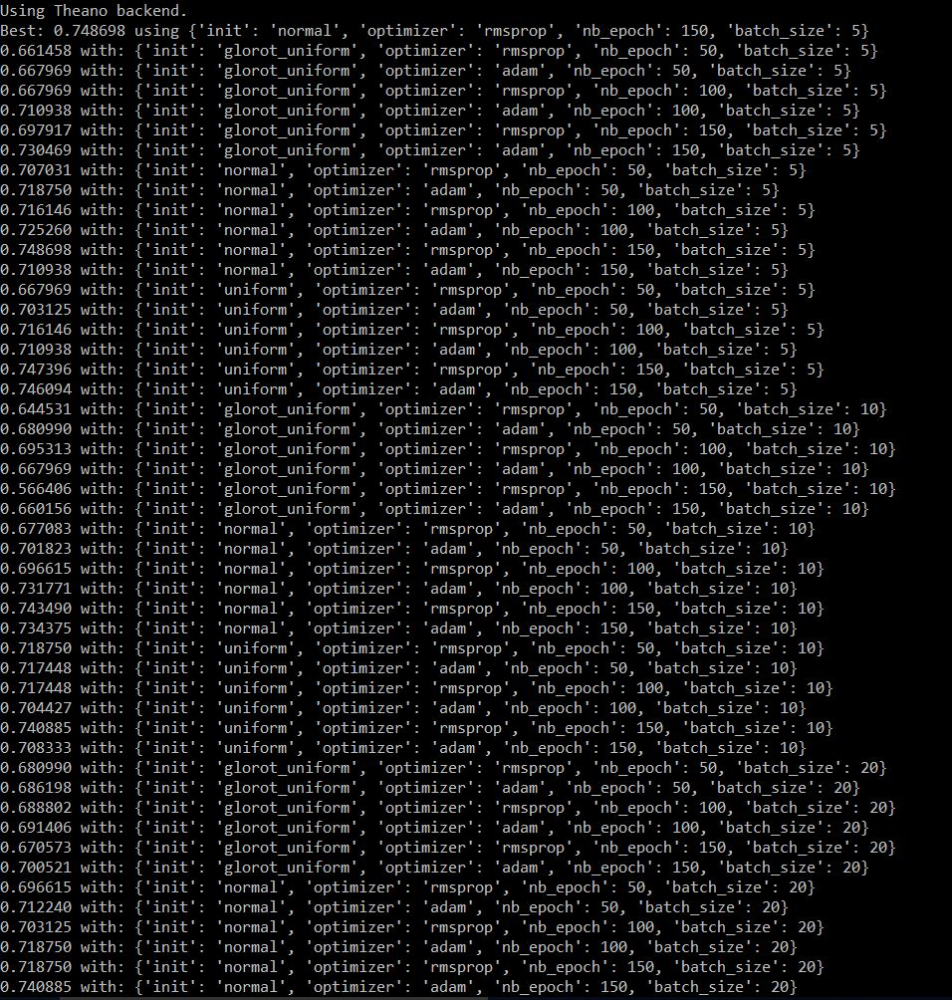 Using Theano backend.
Best: 0.748698 using {'init': 'normal', 'optimizer': 'rmsprop', 'nb_epoch': 150, 'batch_size': 5}
0.661458 with: {'init': 'glorot_uniform', 'optimizer': 'rmsprop', 'nb_epoch': 50, 'batch_size': 5}
0.667969 with: {'init': 'glorot_uniform', 'optimizer': 'adam', 'nb_epoch': 50, 'batch_size': 5}
0.667969 with: {'init': 'glorot_uniform', 'optimizer': 'rmsprop', 'nb_epoch': 100, 'batch_size': 5}
0.710938 with: {'init': 'glorot_uniform', 'optimizer': 'adam', 'nb_epoch': 100, 'batch_size': 5}
0.697917 with: {'init': 'glorot_uniform', 'optimizer': 'rmsprop', 'nb_epoch': 150, 'batch_size': 5}
0.730469 with: {'init': 'glorot_uniform', 'optimizer': 'adam', 'nb_epoch': 150, 'batch_size': 5}
0.707031 with: {'init': 'normal', 'optimizer': 'rmsprop', 'nb_epoch': 50, 'batch_size': 5}
0.718750 with: {'init': 'normal', 'optimizer': 'adam', 'nb_epoch': 50, 'batch_size': 5}
0.716146 with: {'init': 'normal', 'optimizer': 'rmsprop', 'nb_epoch': 100, 'batch_size': 5}
0.725260 with: {'init': 'normal', 'optimizer': 'adam', 'nb_epoch': 100, 'batch_size': 5}
0.748698 with: {'init': 'normal', 'optimizer': 'rmsprop', 'nb_epoch': 150, 'batch_size': 5}
0.710938 with: {'init': 'normal', 'optimizer': 'adam', 'nb_epoch': 150, 'batch_size': 5}
0.667969 with: {'init': 'uniform', 'optimizer': 'rmsprop', 'nb_epoch': 50, 'batch_size': 5}
0.703125 with: {'init': 'uniform', 'optimizer': 'adam', 'nb_epoch': 50, 'batch_size': 5}
0.716146 with: {'init': 'uniform', 'optimizer': 'rmsprop', 'nb_epoch': 100, 'batch_size': 5}
0.710938 with: {'init': 'uniform', 'optimizer': 'adam', 'nb_epoch': 100, 'batch_size': 5}
0.747396 with: {'init': 'uniform', 'optimizer': 'rmsprop', 'nb_epoch': 150, 'batch_size': 5}
0.746094 with: {'init': 'uniform', 'optimizer': 'adam', 'nb_epoch': 150, 'batch_size': 5}
0.644531 with: {'init': 'glorot_uniform', 'optimizer': 'rmsprop', 'nb_epoch': 50, 'batch_size': 10}
0.680990 with: {'init': 'glorot_uniform', 'optimizer': 'adam', 'nb_epoch': 50, 'batch_size': 10}
0.695313 with: {'init': 'glorot_uniform', 'optimizer': 'rmsprop', 'nb_epoch': 100, 'batch_size': 10}
0.667969 with: {'init': 'glorot_uniform', 'optimizer': 'adam', 'nb_epoch': 100, 'batch_size': 10}
0.566406 with: {'init': 'glorot_uniform', 'optimizer': 'rmsprop', 'nb_epoch': 150, 'batch_size': 10}
0.660156 with: {'init': 'glorot_uniform', 'optimizer': 'adam', 'nb_epoch': 150, 'batch_size': 10}
0.677083 with: {'init': 'normal', 'optimizer': 'rmsprop', 'nb_epoch': 50, 'batch_size': 10}
0.701823 with: {'init': 'normal', 'optimizer': 'adam', 'nb_epoch': 50, 'batch_size': 10}
0.696615 with: {'init': 'normal', 'optimizer': 'rmsprop', 'nb_epoch': 100, 'batch_size': 10}
0.731771 with: {'init': 'normal', 'optimizer': 'adam', 'nb_epoch': 100, 'batch_size': 10}
0.743490 with: {'init': 'normal', 'optimizer': 'rmsprop', 'nb_epoch': 150, 'batch_size': 10}
0.734375 with: {'init': 'normal', 'optimizer': 'adam', 'nb_epoch': 150, 'batch_size': 10}
0.718750 with: {'init': 'uniform', 'optimizer': 'rmsprop', 'nb_epoch': 50, 'batch_size': 10}
0.717448 with: {'init': 'uniform', 'optimizer': 'adam', 'nb_epoch': 50, 'batch_size': 10}
0.717448 with: {'init': 'uniform', 'optimizer': 'rmsprop', 'nb_epoch': 100, 'batch_size': 10}
0.704427 with: {'init': 'uniform', 'optimizer': 'adam', 'nb_epoch': 100, 'batch_size': 10}
0.740885 with: {'init': 'uniform', 'optimizer': 'rmsprop', 'nb_epoch': 150, 'batch_size': 10}
0.708333 with: {'init': 'uniform', 'optimizer': 'adam', 'nb_epoch': 150, 'batch_size': 10}
0.680990 with: {'init': 'glorot_uniform', 'optimizer': 'rmsprop', 'nb_epoch': 50, 'batch_size': 20}
0.686198 with: {'init': 'glorot_uniform', 'optimizer': 'adam', 'nb_epoch': 50, 'batch_size': 20}
0.688802 with: {'init': 'glorot_uniform', 'optimizer': 'rmsprop', 'nb_epoch': 100, 'batch_size': 20}
0.691406 with: {'init': 'glorot_uniform', 'optimizer': 'adam', 'nb_epoch': 100, 'batch_size': 20}
0.670573 with: {'init': 'glorot_uniform', 'optimizer': 'rmsprop', 'nb_epoch': 150, 'batch_size': 20}
0.700521 with: {'init': 'glorot_uniform', 'optimizer': 'adam', 'nb_epoch': 150, 'batch_size': 20}
0.696615 with: {'init': 'normal', 'optimizer': 'rmsprop', 'nb_epoch': 50, 'batch_size': 20}
0.712240 with: {'init': 'normal', 'optimizer': 'adam', 'nb_epoch': 50, 'batch_size': 20}
0.703125 with: {'init': 'normal', 'optimizer': 'rmsprop', 'nb_epoch': 100, 'batch_size': 20}
0.718750 with: {'init': 'normal', 'optimizer': 'adam', 'nb_epoch': 100, 'batch_size': 20}
0.718750 with: {'init': 'normal', 'optimizer': 'rmsprop', 'nb_epoch': 150, 'batch_size': 20}
0.740885 with: {'init': 'normal', 'optimizer': 'adam', 'nb_epoch': 150, 'batch_size': 20}